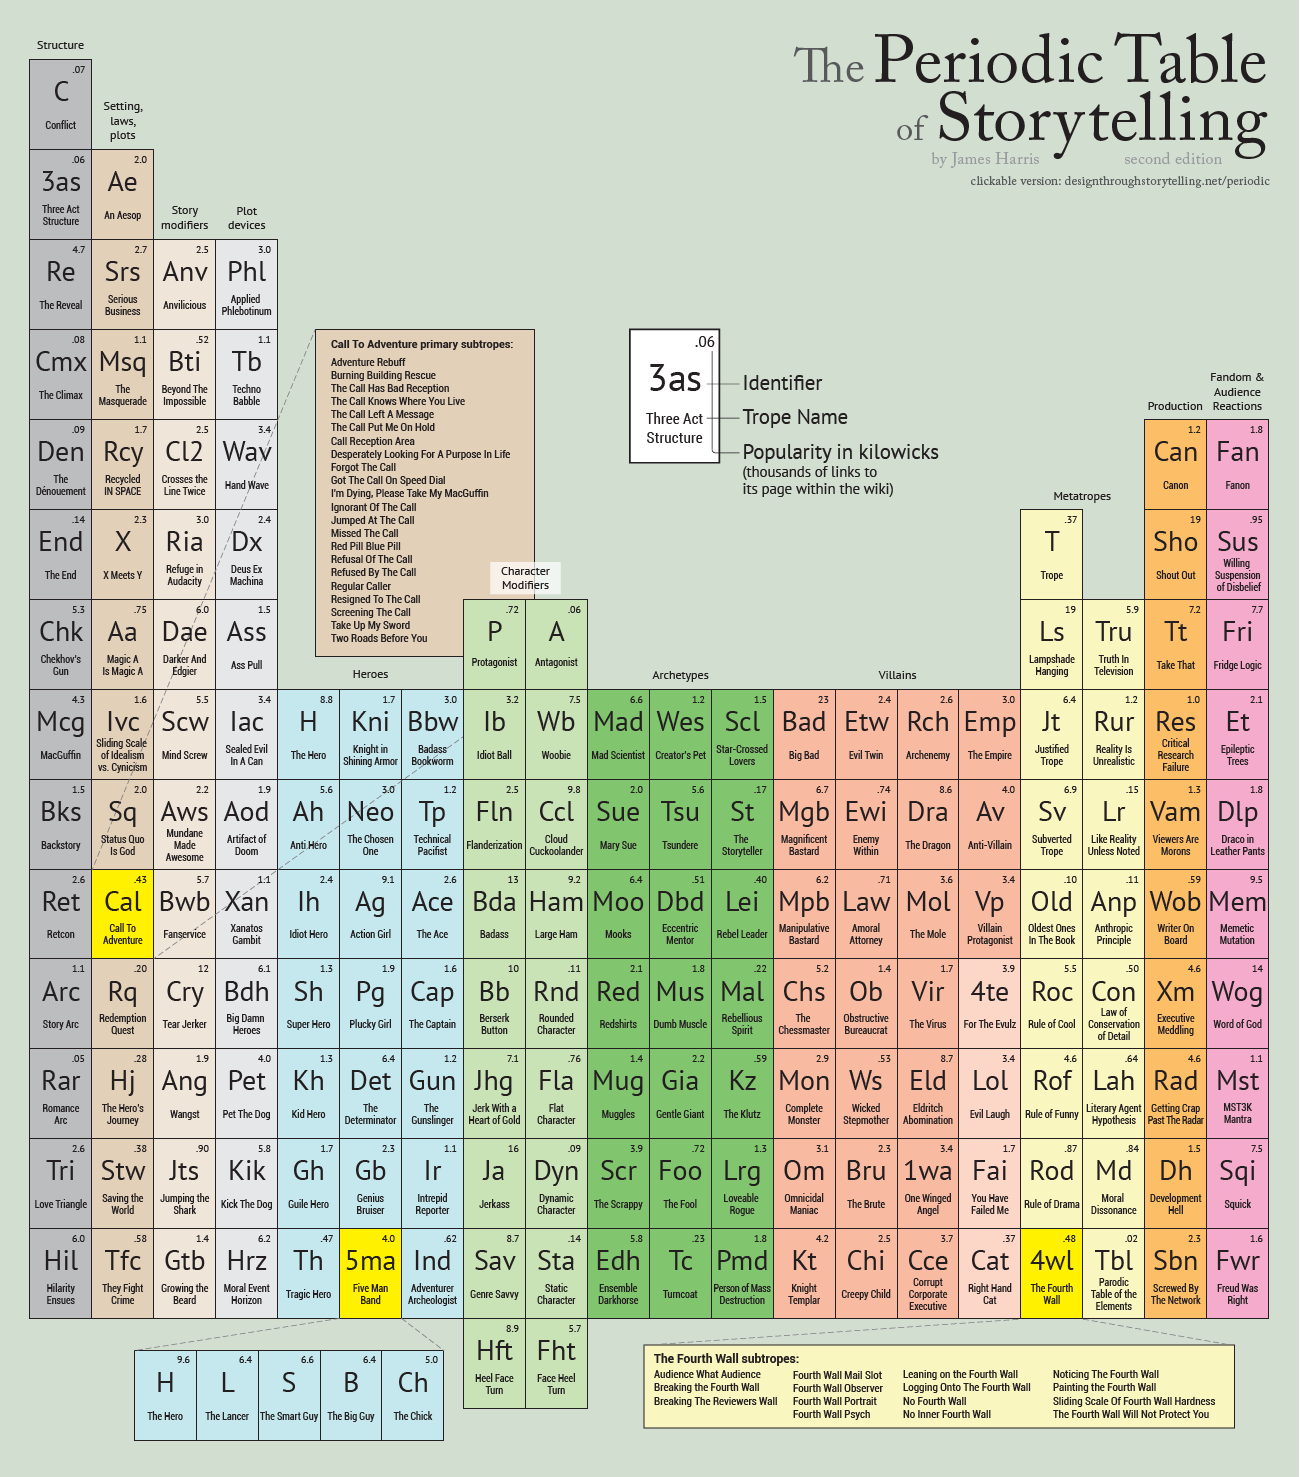 The Periodic Table
of Storytelling
by James Harris second edition
clickable version: designthroughstorytelling.net/periodic
Structure
.07
C
Conflict
Setting,
laws,
plots
.06
3as
Three Act
Structure
2.0
Ae
An Aesop
Story
modifiers
Plot
devices
4.7
Re
The Reveal
2.7
Srs
Serious
Business
2.5
Anv
Anvilicious
3.0
Phl
Applied
Phlebotinum
.08
Cmx
The Climax
1.1
Msq
The
Masquerade
.52
Bti
Beyond The
Impossible
1.1
Tb
Techno
Babble
Call To Adventure primary subtropes:
Adventure Rebuff
Burning Building Rescue
The Call Has Bad Reception
The Call Knows Where You Live
The Call Left A Message
The Call Put Me On Hold
Call Reception Area
Desperately Looking For A Purpose In Life
Forgot The Call
Got The Call On Speed Dial
I'm Dying, Please Take My MacGuffin
Ignorant Of The Call
Jumped At The Call
Missed The Call
Red Pill Blue Pill
Refusal Of The Call
Refused By The Call
Regular Caller
Resigned To The Call
Screening The Call
Take Up My Sword
Two Roads Before You
.06
3as
Three Act
Structure
Identifier
Trope Name
Popularity in kilowicks
(thousands of links to
its page within the wiki)
.09
Den
The
Dénouement
1.7
Rcy
Recycled
IN SPACE
2.5
Cl2
Crosses the
Line Twice
3.4
Wav
Hand Wave
Production
Fandom &
Audience
Reactions
1.2
Can
Canon
1.8
Fan
Fanon
.14
End
The End
2.3
X
X Meets Y
3.0
Ria
Refuge in
Audacity
2.4
Dx
Deus Ex
Machina
Metatropes
.37
T
Trope
19
Sho
Shout Out
.95
Sus
Willing
Suspension
of Disbelief
5.3
Chk
Chekhov's
Gun
.75
Aa
Magic A
Is Magic A
6.0
Dae
Darker And
Edgier
1.5
Ass
Ass Pull
Character
Modifiers
.72
P
Protagonist
.06
A
Antagonist
19
Ls
Lampshade
Hanging
5.9
Tru
Truth In
Television
7.2
Tt
Take That
7.7
Fri
Fridge Logic
Heroes
Archetypes
Villains
4.3
Mcg
MacGuffin
1.6
Ivc
Sliding Scale
of Idealism
vs. Cynicism
5.5
Scw
Mind Screw
3.4
Iac
Sealed Evil
In A Can
8.8
H
The Hero
1.7
Kni
Knight in
Shining Armor
3.0
Bbw
Badass
Bookworm
3.2
Ib
Idiot Ball
7.5
Wb
Woobie
6.6
Mad
Mad Scientist
1.2
Wes
Creator's Pet
1.5
Scl
Star-Crossed
Lovers
23
Bad
Big Bad
2.4
Etw
Evil Twin
2.6
Rch
Archenemy
3.0
Emp
The Empire
6.4
Jt
Justified
Trope
1.2
Rur
Reality Is
Unrealistic
1.0
Res
Critical
Research
Failure
2.1
Et
Epileptic
Trees
1.5
Bks
Backstory
2.0
Sq
Status Quo
Is God
2.2
Aws
Mundane
Made
Awesome
1.9
Aod
Artifact of
Doom
5.6
Ah
Anti Hero
3.0
Neo
The Chosen
One
1.2
Tp
Technical
Pacifist
2.5
Fln
Flanderization
9.8
Ccl
Cloud
Cuckoolander
2.0
Sue
Mary Sue
5.6
Tsu
Tsundere
.17
St
The
Storyteller
6.7
Mgb
Magnificent
Bastard
.74
Ewi
Enemy
Within
8.6
Dra
The Dragon
4.0
Av
Anti-Villain
6.9
Sv
Subverted
Trope
.15
Lr
Like Reality
Unless Noted
1.3
Vam
Viewers Are
Morons
1.8
Dlp
Draco in
Leather Pants
2.6
Ret
Retcon
.43
Cal
Call To
Adventure
5.7
Bwb
Fanservice
1.1
Xan
Xanatos
Gambit
2.4
Ih
Idiot Hero
9.1
Ag
Action Girl
2.6
Ace
The Ace
13
Bda
Badass
9.2
Ham
Large Ham
6.4
Moo
Mooks
.51
Dbd
Eccentric
Mentor
.40
Lei
Rebel Leader
6.2
Mpb
Manipulative
Bastard
.71
Law
Amoral
Attorney
3.6
Mol
The Mole
3.4
Vp
Villain
Protagonist
.10
Old
Oldest Ones
In The Book
.11
Anp
Anthropic
Principle
.59
Wob
Writer On
Board
9.5
Mem
Memetic
Mutation
1.1
Arc
Story Arc
.20
Rq
Redemption
Quest
12
Cry
Tear Jerker
6.1
Bdh
Big Damn
Heroes
1.3
Sh
Super Hero
1.9
Pg
Plucky Girl
1.6
Cap
The Captain
10
Bb
Berserk
Button
.11
Rnd
Rounded
Character
2.1
Red
Redshirts
1.8
Mus
Dumb Muscle
.22
Mal
Rebellious
Spirit
5.2
Chs
The
Chessmaster
1.4
Ob
Obstructive
Bureaucrat
1.7
Vir
The Virus
3.9
4te
For The Evulz
5.5
Roc
Rule of Cool
.50
Con
Law of
Conservation
of Detail
4.6
Xm
Executive
Meddling
14
Wog
Word of God
.05
Rar
Romance
Arc
.28
Hj
The Hero's
Journey
1.9
Ang
Wangst
4.0
Pet
Pet The Dog
1.3
Kh
Kid Hero
6.4
Det
The
Determinator
1.2
Gun
The
Gunslinger
7.1
Jhg
Jerk With a
Heart of Gold
.76
Fla
Flat
Character
1.4
Mug
Muggles
2.2
Gia
Gentle Giant
.59
Kz
The Klutz
2.9
Mon
Complete
Monster
.53
Ws
Wicked
Stepmother
8.7
Eld
Eldritch
Abomination
3.4
Lol
Evil Laugh
4.6
Rof
Rule of Funny
.64
Lah
Literary Agent
Hypothesis
4.6
Rad
Getting Crap
Past The Radar
1.1
Mst
MST3K
Mantra
2.6
Tri
Love Triangle
.38
Stw
Saving the
World
.90
Jts
Jumping the
Shark
5.8
Kik
Kick The Dog
1.7
Gh
Guile Hero
2.3
Gb
Genius
Bruiser
1.1
Ir
Intrepid
Reporter
16
Ja
Jerkass
.09
Dyn
Dynamic
Character
3.9
Scr
The Scrappy
.72
Foo
The Fool
1.3
Lrg
Loveable
Rogue
3.1
Om
Omnicidal
Maniac
2.3
Bru
The Brute
3.4
1wa
One Winged
Angel
1.7
Fai
You Have
Failed Me
.87
Rod
Rule of Drama
.84
Md
Moral
Dissonance
1.5
Dh
Development
Hell
7.5
Sqi
Squick
6.0
Hil
Hilarity
Ensues
.58
Tfc
They Fight
Crime
1.4
Gtb
Growing the
Beard
6.2
Hrz
Moral Event
Horizon
.47
Th
Tragic Hero
4.0
5ma
Five Man
Band
.62
Ind
Adventurer
Archeologist
8.7
Sav
Genre Savvy
.14
Sta
Static
Character
5.8
Edh
Ensemble
Darkhorse
.23
Tc
Turncoat
1.8
Pmd
Person of Mass
Destruction
4.2
Kt
Knight
Templar
2.5
Chi
Creepy Child
3.7
Cce
Corrupt
Corporate
Executive
.37
Cat
Right Hand
Cat
.48
4wl
The Fourth
Wall
.02
Tbl
Parodic
Table of the
Elements
2.3
Sbn
Screwed By
The Network
1.6
Fwr
Freud Was
Right
8.9
Hft
Heel Face
Turn
5.7
Fht
Face Heel
Turn
9.6
H
The Hero
6.4
L
The Lancer
6.6
S
The Smart Guy
6.4
B
The Big Guy
5.0
Ch
The Chick
The Fourth Wall subtropes:
Audience What Audience
Breaking the Fourth Wall
Breaking The Reviewers Wall
Fourth Wall Mail Slot
Fourth Wall Observer
Fourth Wall Portrait
Fourth Wall Psych
Leaning on the Fourth Wall
Logging Onto The Fourth Wall
No Fourth Wall
No Inner Fourth Wall
Noticing The Fourth Wall
Painting the Fourth Wall
Sliding Scale Of Fourth Wall Hardness
The Fourth Wall Will Not Protect You